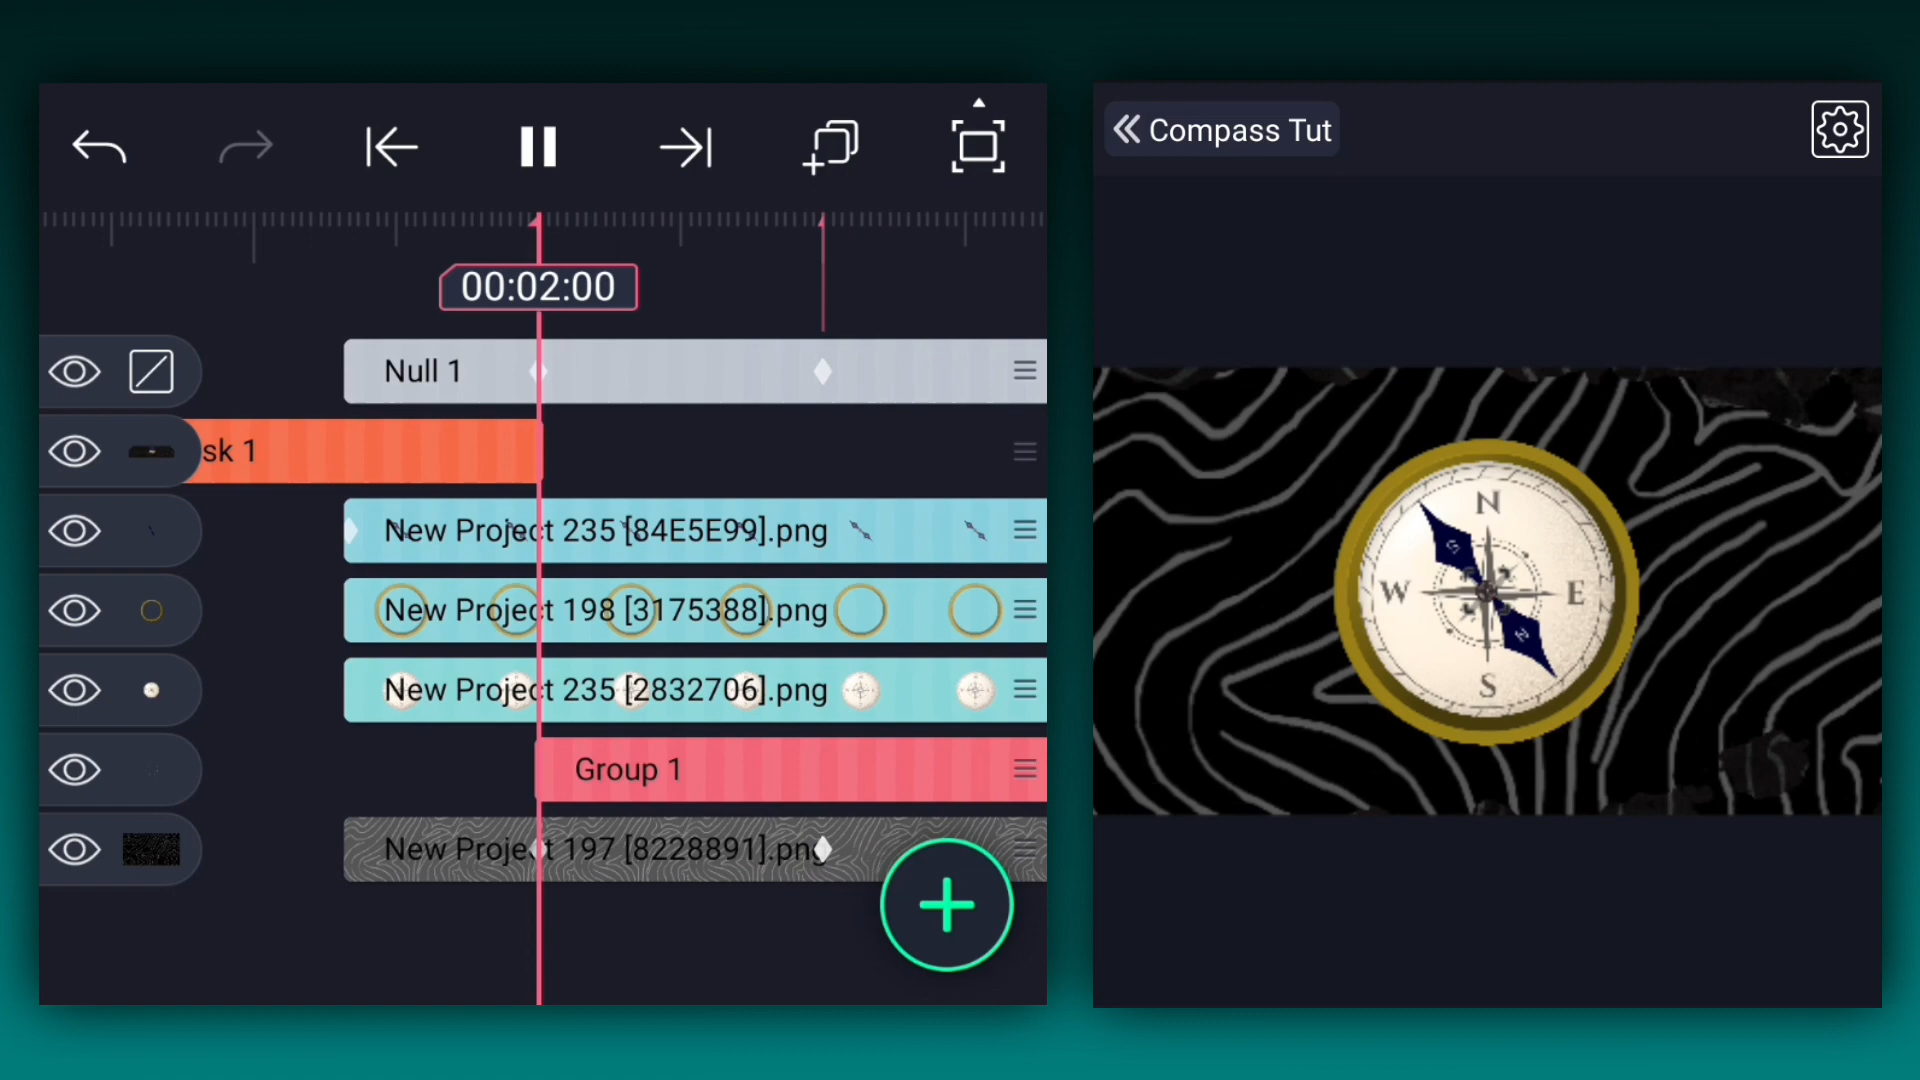 Compass Tut
00:02:00
Null 1
sk 1
New Project 235 [84E5E99].png
New Project 198 [3175388].png
New Project 235 [2832706].png
Group 1
New Project 197 [8228891].png
N
S
W
E
N
S